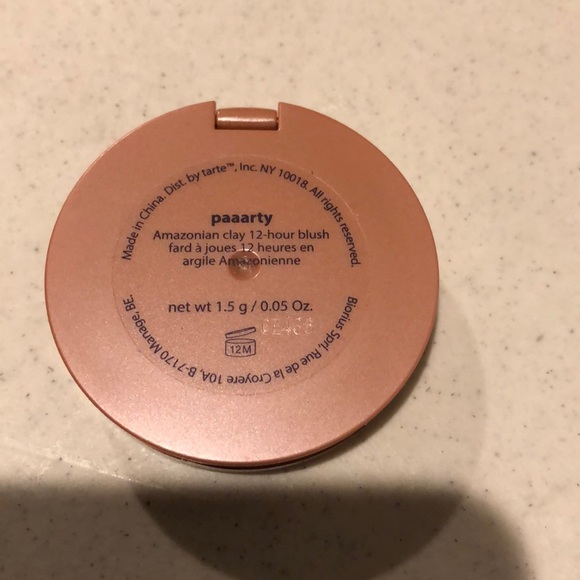 Made in China. Dist. by tarte™, Inc. NY 10018. All rights reserved.
paaarty
Amazonian clay 12-hour blush
fard à joues 12 heures en
argile Amazonienne
net wt 1.5 g / 0.05 Oz.
12M
Biorius Sprl, Rue de la Croyere 10A, B-7170 Manage, BE.